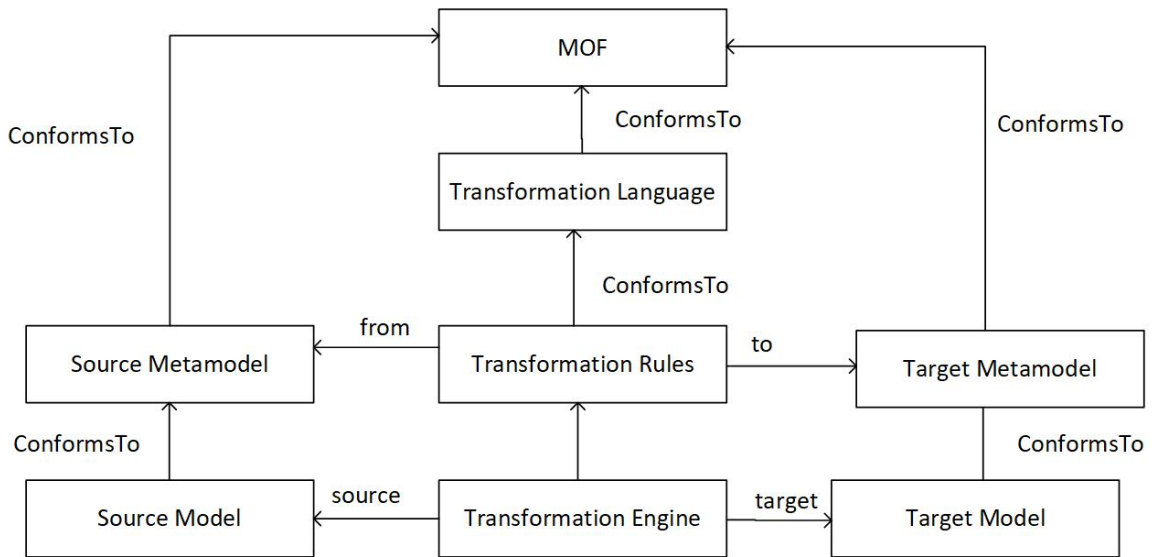 MOF
ConformsTo
ConformsTo
ConformsTo
Transformation Language
ConformsTo
from
to
Source Metamodel
Transformation Rules
Target Metamodel
ConformsTo
ConformsTo
source
target
Source Model
Transformation Engine
Target Model